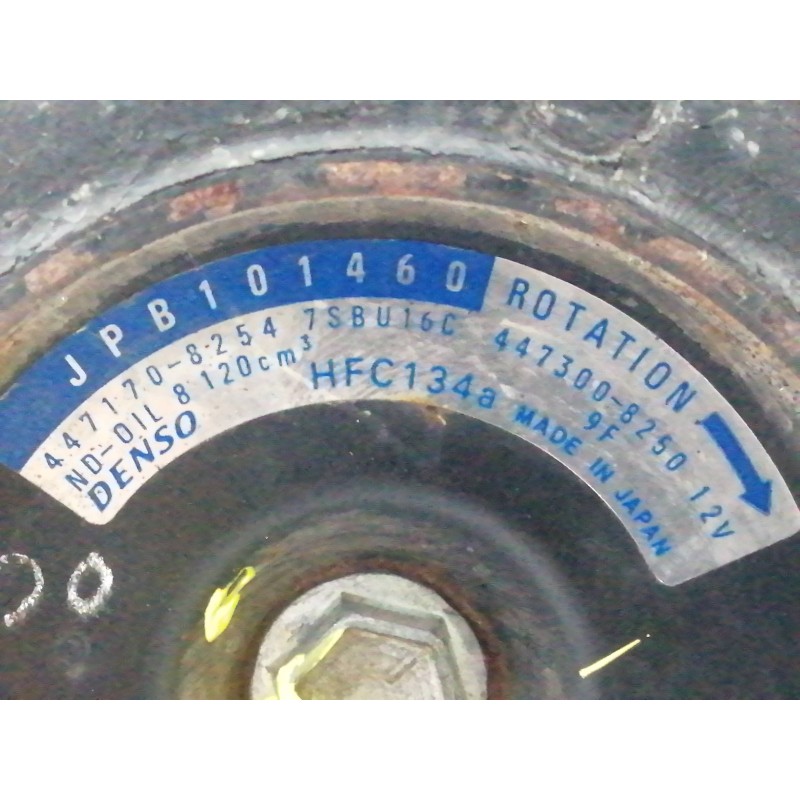 JPB101460
ROTATION
447170-8254 7SBU16C 447300-8250 12V
ND-OIL 8 120cm³ HFC134a 9F
DENSO MADE IN JAPAN